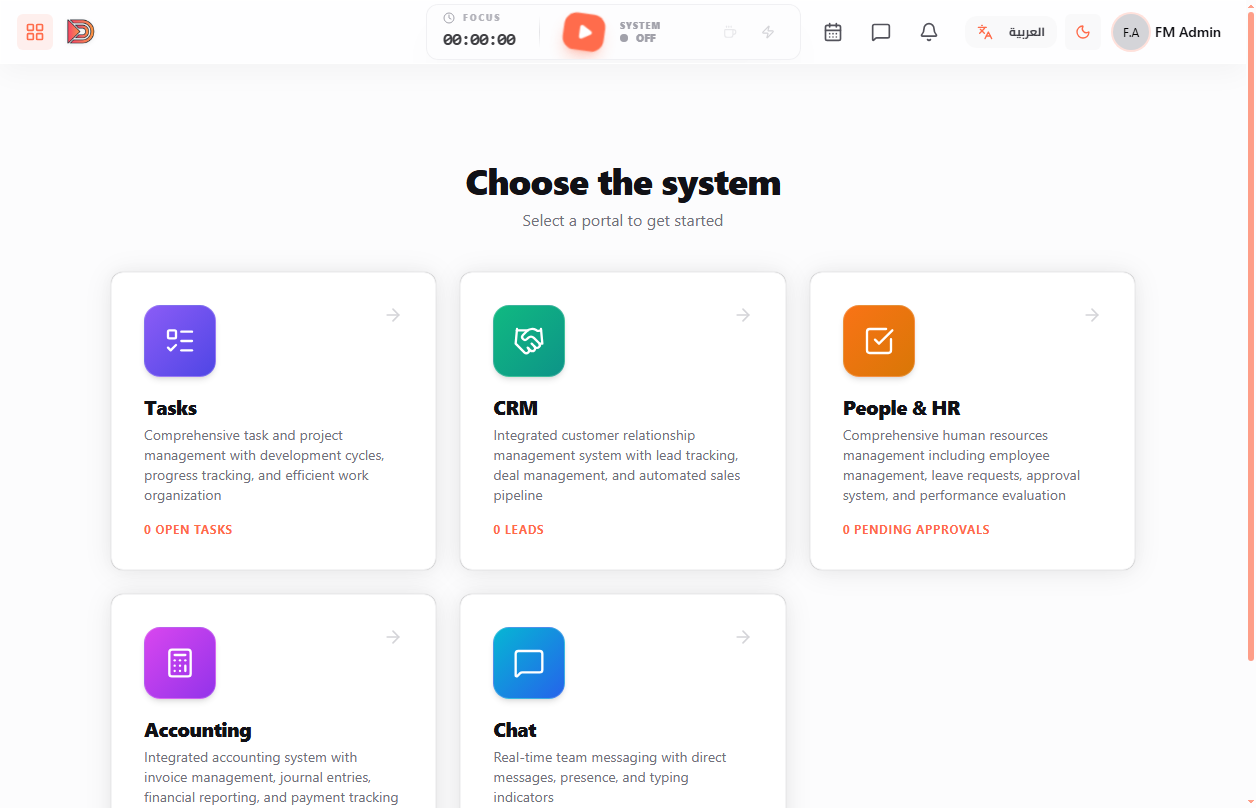 FOCUS
00:00:00
SYSTEM
OFF
العربية
F.A
FM Admin
Choose the system
Select a portal to get started
Tasks
Comprehensive task and project
management with development cycles,
progress tracking, and efficient work
organization
0 OPEN TASKS
CRM
Integrated customer relationship
management system with lead tracking,
deal management, and automated sales
pipeline
0 LEADS
People & HR
Comprehensive human resources
management including employee
management, leave requests, approval
system, and performance evaluation
0 PENDING APPROVALS
Accounting
Integrated accounting system with
invoice management, journal entries,
financial reporting, and payment tracking
Chat
Real-time team messaging with direct
messages, presence, and typing
indicators